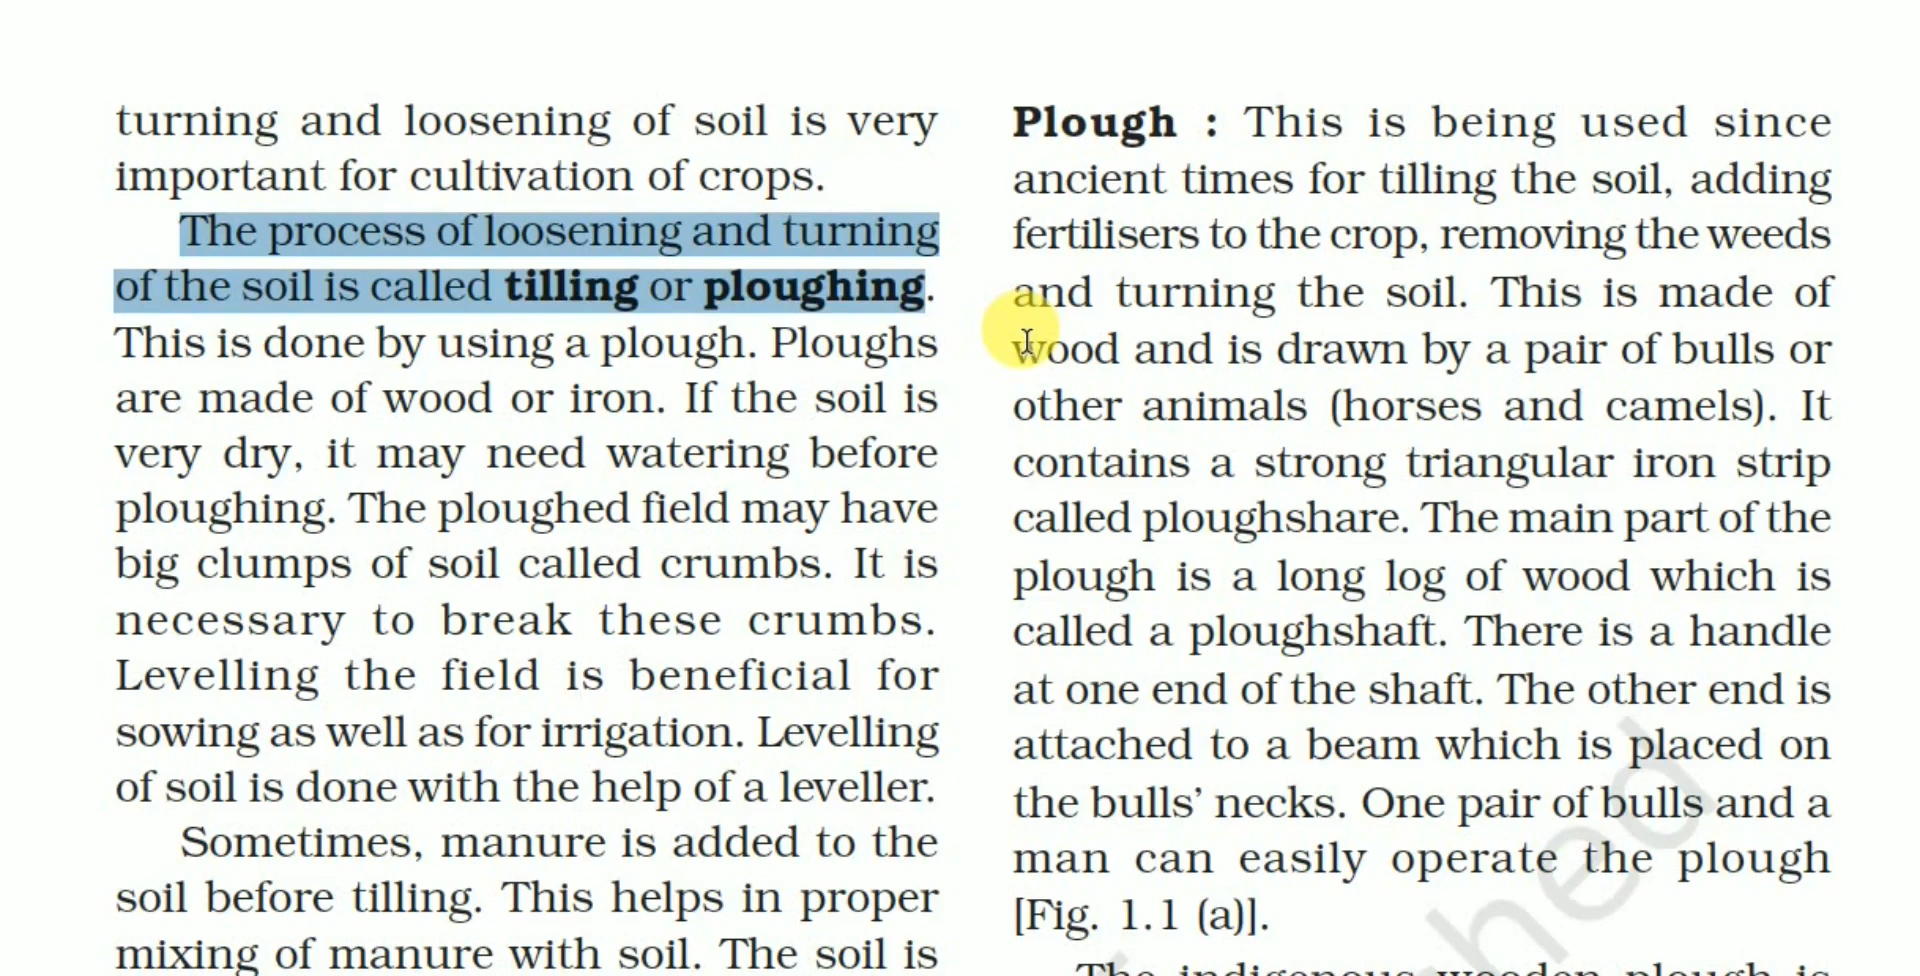 turning and loosening of soil is very
important for cultivation of crops.
The process of loosening and turning
of the soil is called tilling or ploughing.
This is done by using a plough. Ploughs
are made of wood or iron. If the soil is
very dry, it may need watering before
ploughing. The ploughed field may have
big clumps of soil called crumbs. It is
necessary to break these crumbs.
Levelling the field is beneficial for
sowing as well as for irrigation. Levelling
of soil is done with the help of a leveller.
Sometimes, manure is added to the
soil before tilling. This helps in proper
mixing of manure with soil. The soil is
Plough : This is being used since
ancient times for tilling the soil, adding
fertilisers to the crop, removing the weeds
and turning the soil. This is made of
wood and is drawn by a pair of bulls or
other animals (horses and camels). It
contains a strong triangular iron strip
called ploughshare. The main part of the
plough is a long log of wood which is
called a ploughshaft. There is a handle
at one end of the shaft. The other end is
attached to a beam which is placed on
the bulls’ necks. One pair of bulls and a
man can easily operate the plough
[Fig. 1.1 (a)].
The indigenous wooden plough is